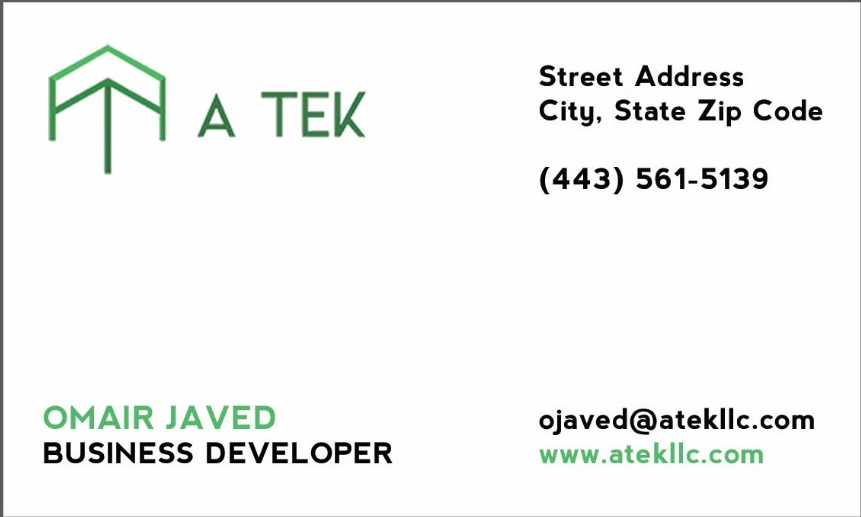 A TEK
Street Address
City, State Zip Code
(443) 561-5139
OMAIR JAVED
BUSINESS DEVELOPER
ojaved@atekllc.com
www.atekllc.com